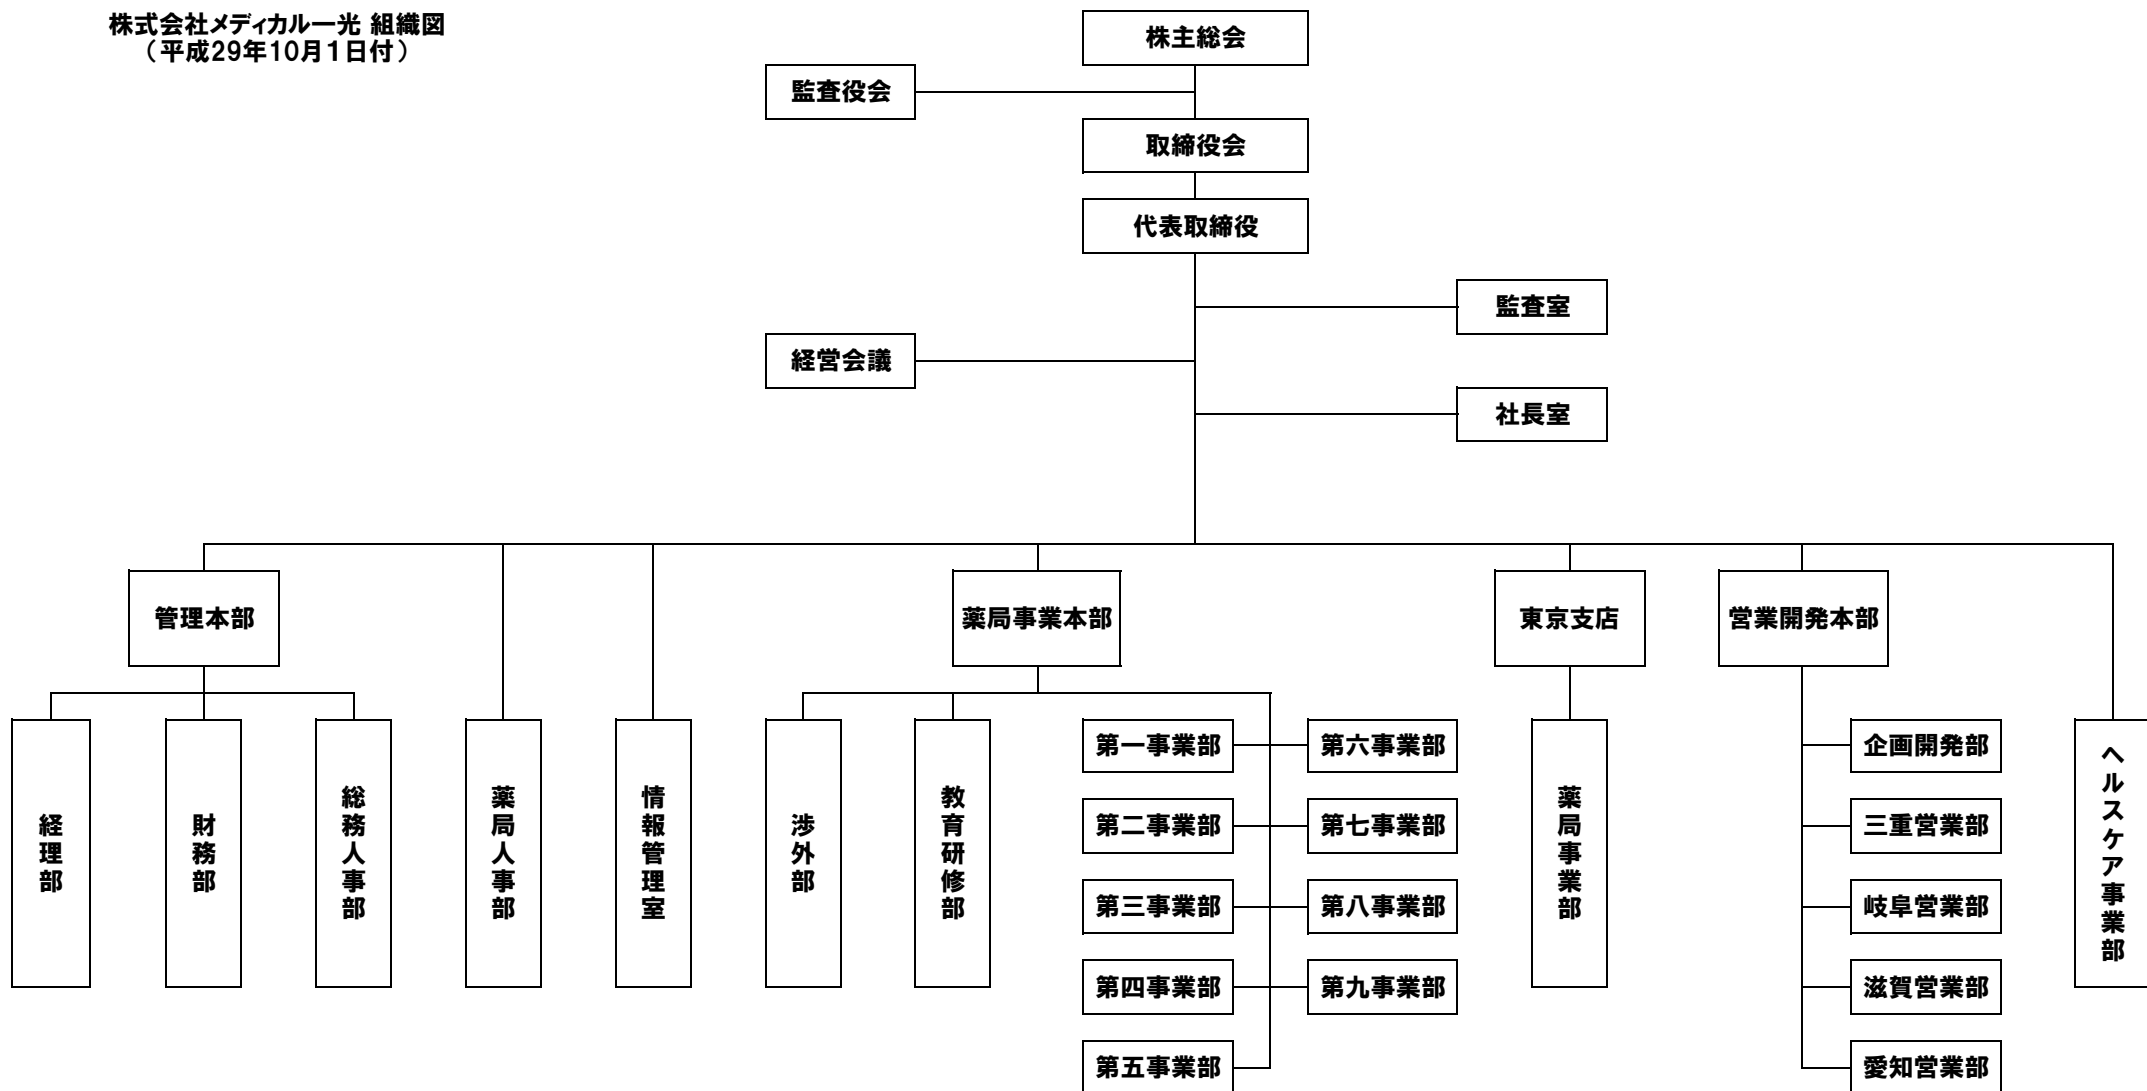 株式会社メディカル一光 組織図
（平成29年10月1日付）
株主総会
監査役会
取締役会
代表取締役
監査室
経営会議
社長室
管理本部
薬局事業本部
東京支店
営業開発本部
経理部
財務部
総務人事部
薬局人事部
情報管理室
渉外部
教育研修部
第一事業部
第六事業部
第二事業部
第七事業部
第三事業部
第八事業部
第四事業部
第九事業部
第五事業部
薬局事業部
企画開発部
三重営業部
岐阜営業部
滋賀営業部
愛知営業部
ヘルスケア事業部